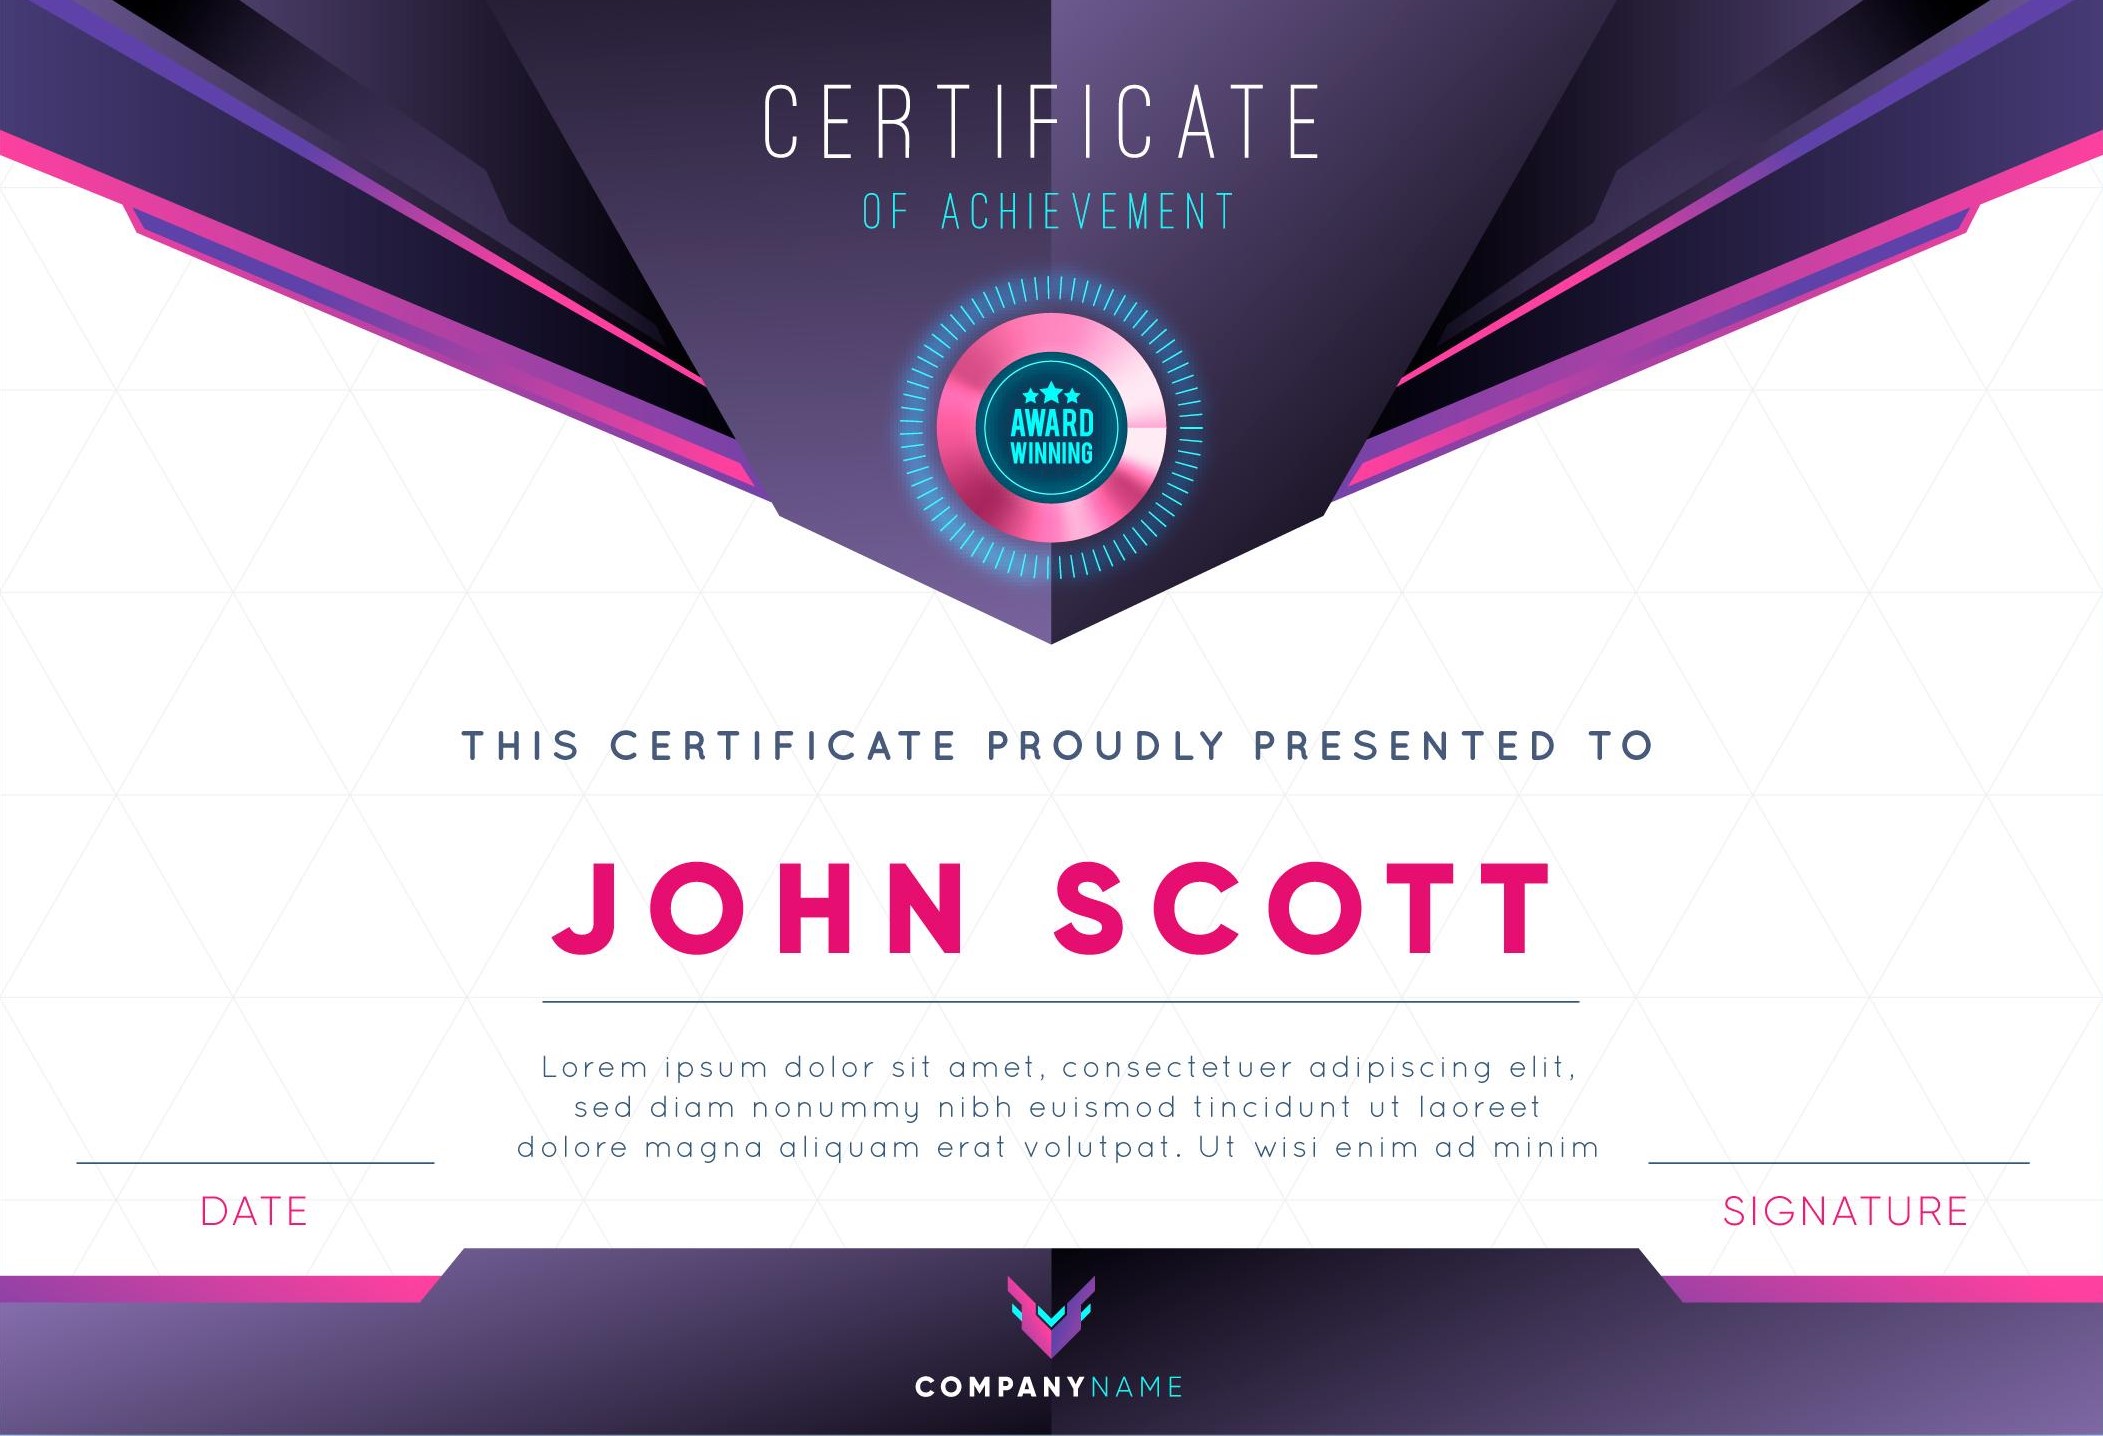 CERTIFICATE
OF ACHIEVEMENT
AWARD
WINNING
THIS CERTIFICATE PROUDLY PRESENTED TO
JOHN SCOTT
Lorem ipsum dolor sit amet, consectetuer adipiscing elit,
sed diam nonummy nibh euismod tincidunt ut laoreet
dolore magna aliquam erat volutpat. Ut wisi enim ad minim
DATE
SIGNATURE
COMPANYNAME